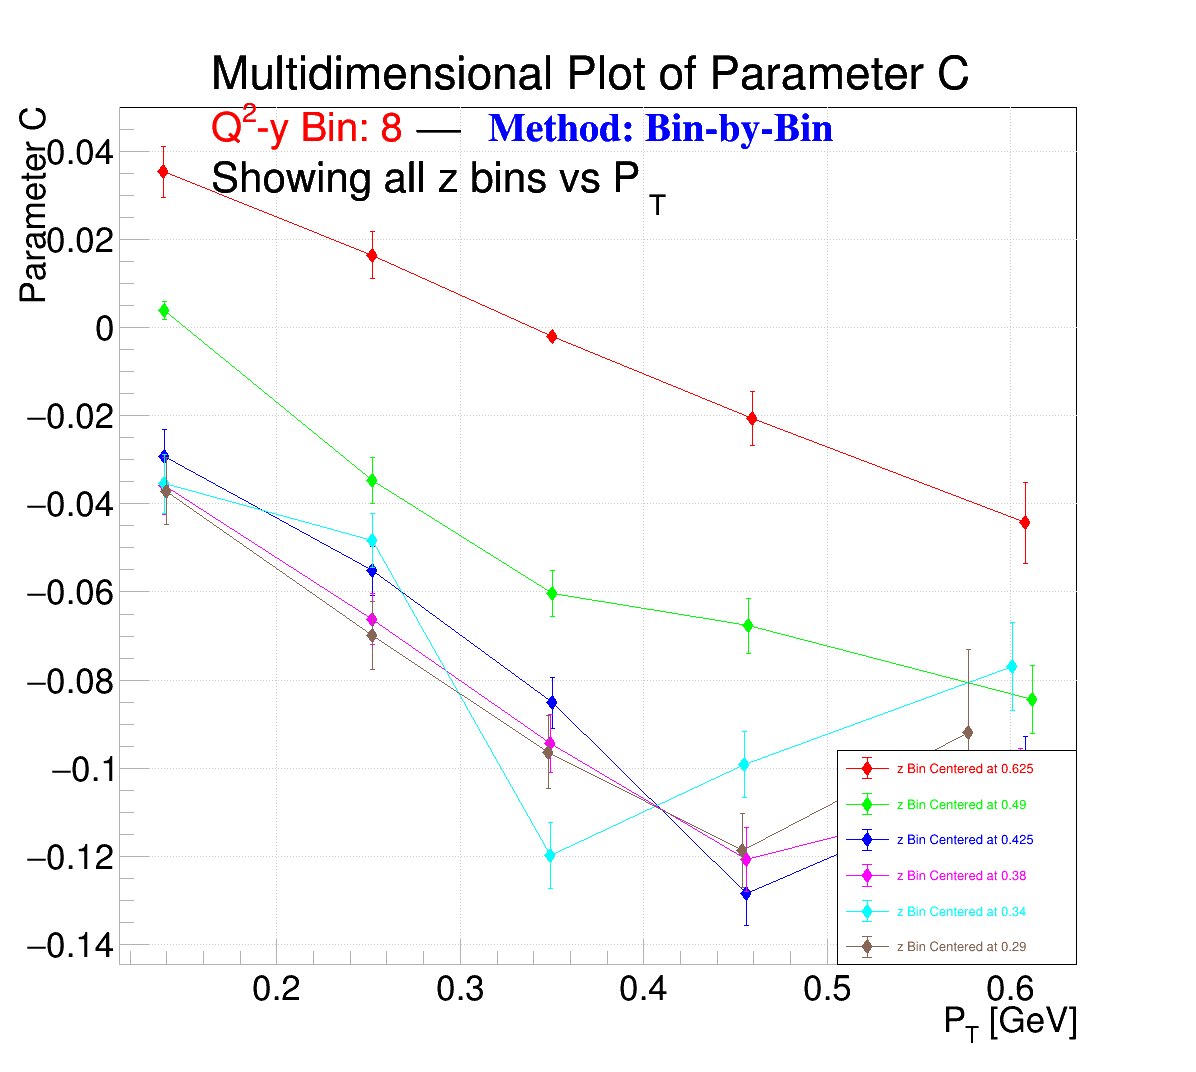 Multidimensional Plot of Parameter C
Q²-y Bin: 8 — Method: Bin-by-Bin
Showing all z bins vs P_T
Parameter C
0.04
0.02
0
−0.02
−0.04
−0.06
−0.08
−0.1
−0.12
−0.14
z Bin Centered at 0.625
z Bin Centered at 0.49
z Bin Centered at 0.425
z Bin Centered at 0.38
z Bin Centered at 0.34
z Bin Centered at 0.29
0.2 0.3 0.4 0.5 0.6
P_T [GeV]